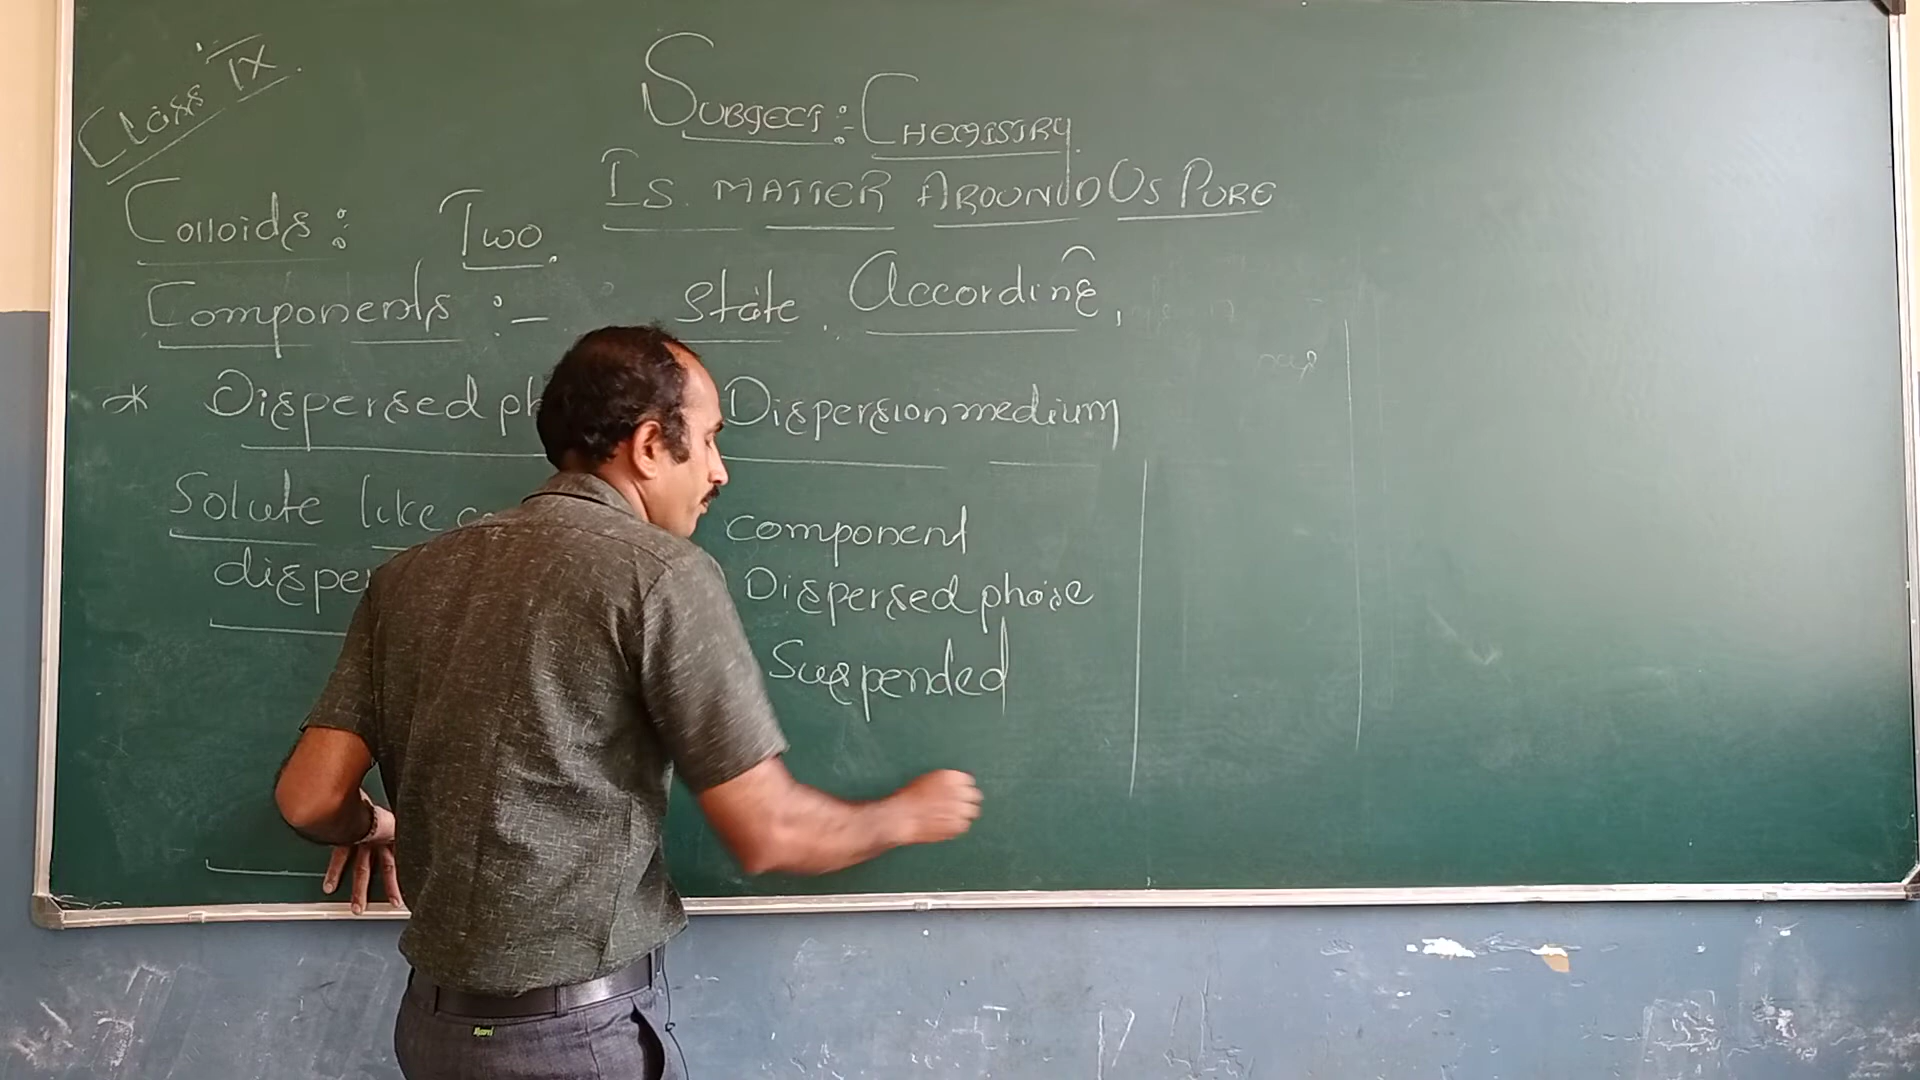 Class IX
Subject:- Chemistry
Is Matter Around Us Pure
Colloids: Two
Components :- State According,
* Dispersed ph Dispersion medium
Solute like component
dispe Dispersed phase
Suspended